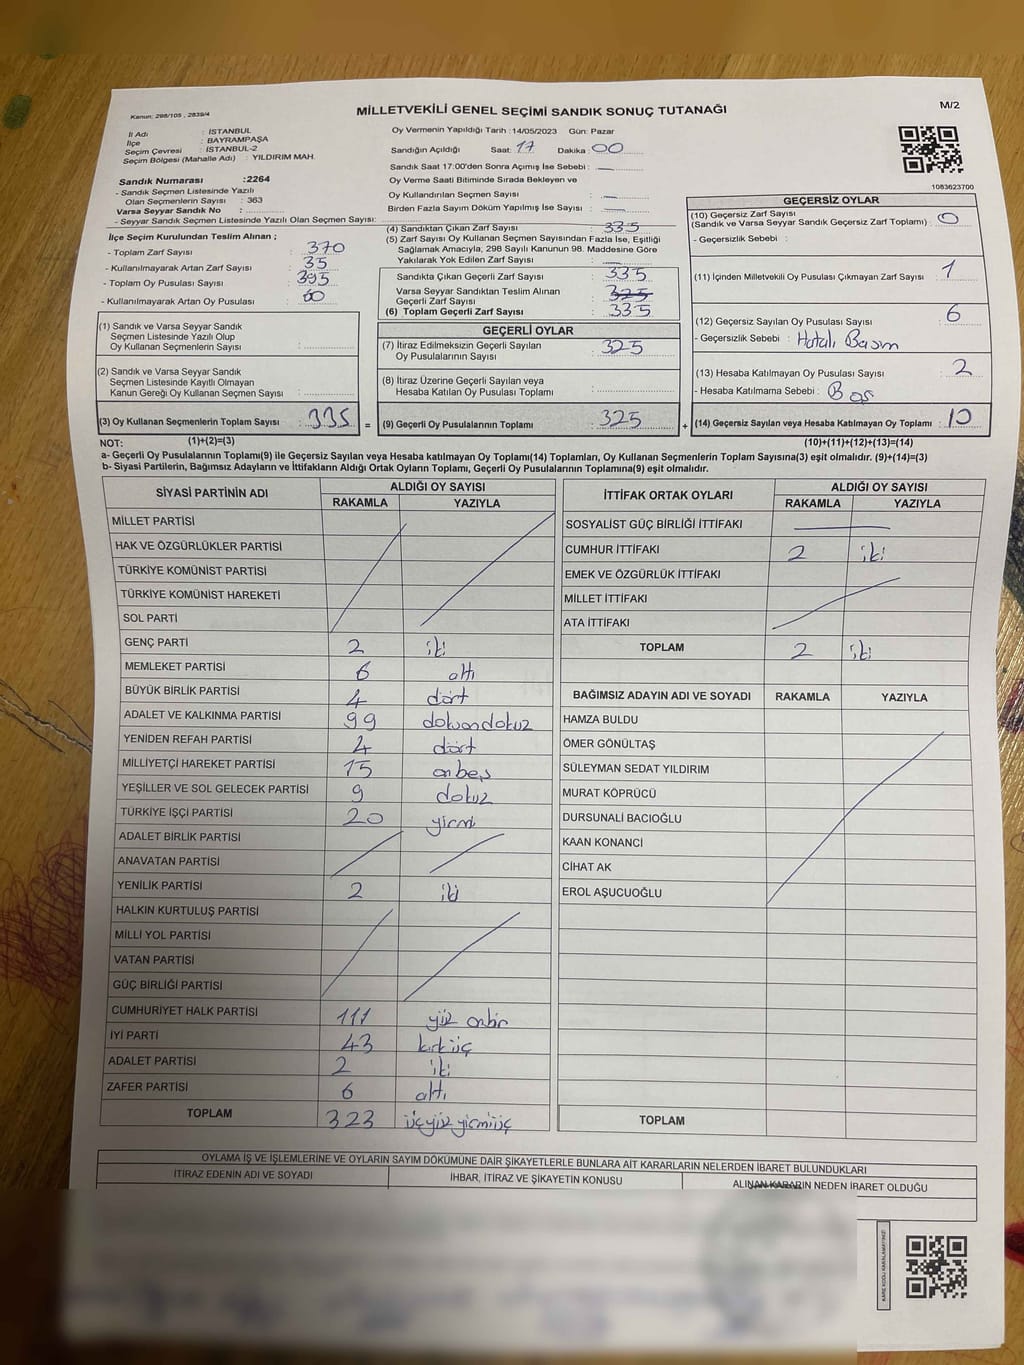 Kanun: 298/105 , 2839/4
MİLLETVEKİLİ GENEL SEÇİMİ SANDIK SONUÇ TUTANAĞI
M/2
İl Adı : İSTANBUL
İlçe : BAYRAMPAŞA
Seçim Çevresi : İSTANBUL-2
Seçim Bölgesi (Mahalle Adı) : YILDIRIM MAH.
Sandık Numarası :2264
- Sandık Seçmen Listesinde Yazılı
Olan Seçmenlerin Sayısı : 363
Varsa Seyyar Sandık No :
- Seyyar Sandık Seçmen Listesinde Yazılı Olan Seçmen Sayısı:
Oy Vermenin Yapıldığı Tarih : 14/05/2023 Gün: Pazar
Sandığın Açıldığı Saat: 17 Dakika : 00
Sandık Saat 17:00'den Sonra Açılmış İse Sebebi :
Oy Verme Saati Bitiminde Sırada Bekleyen ve
Oy Kullandırılan Seçmen Sayısı :
Birden Fazla Sayım Döküm Yapılmış İse Sayısı :
1083623700
İlçe Seçim Kurulundan Teslim Alınan ;
- Toplam Zarf Sayısı : 370
- Kullanılmayarak Artan Zarf Sayısı : 35
- Toplam Oy Pusulası Sayısı : 395
- Kullanılmayarak Artan Oy Pusulası : 60
(4) Sandıktan Çıkan Zarf Sayısı : 335
(5) Zarf Sayısı Oy Kullanan Seçmen Sayısından Fazla İse, Eşitliği
Sağlamak Amacıyla, 298 Sayılı Kanunun 98. Maddesine Göre
Yakılarak Yok Edilen Zarf Sayısı :
Sandıkta Çıkan Geçerli Zarf Sayısı : 335
Varsa Seyyar Sandıktan Teslim Alınan
Geçerli Zarf Sayısı : 325
(6) Toplam Geçerli Zarf Sayısı : 335
GEÇERSİZ OYLAR
(10) Geçersiz Zarf Sayısı
(Sandık ve Varsa Seyyar Sandık Geçersiz Zarf Toplamı) : 0
- Geçersizlik Sebebi :
(11) İçinden Milletvekili Oy Pusulası Çıkmayan Zarf Sayısı : 1
(12) Geçersiz Sayılan Oy Pusulası Sayısı : 6
- Geçersizlik Sebebi : Hatalı Basım
(13) Hesaba Katılmayan Oy Pusulası Sayısı : 2
- Hesaba Katılmama Sebebi : Boş
(14) Geçersiz Sayılan veya Hesaba Katılmayan Oy Toplamı : 10
(10)+(11)+(12)+(13)=(14)
(1) Sandık ve Varsa Seyyar Sandık
Seçmen Listesinde Yazılı Olup
Oy Kullanan Seçmenlerin Sayısı :
(2) Sandık ve Varsa Seyyar Sandık
Seçmen Listesinde Kayıtlı Olmayan
Kanun Gereği Oy Kullanan Seçmen Sayısı :
(3) Oy Kullanan Seçmenlerin Toplam Sayısı : 335
=
GEÇERLİ OYLAR
(7) İtiraz Edilmeksizin Geçerli Sayılan
Oy Pusulalarının Sayısı : 325
(8) İtiraz Üzerine Geçerli Sayılan veya
Hesaba Katılan Oy Pusulası Toplamı :
(9) Geçerli Oy Pusulalarının Toplamı : 325
+
NOT: (1)+(2)=(3)
a- Geçerli Oy Pusulalarının Toplamı(9) ile Geçersiz Sayılan veya Hesaba katılmayan Oy Toplamı(14) Toplamları, Oy Kullanan Seçmenlerin Toplam Sayısına(3) eşit olmalıdır. (9)+(14)=(3)
b- Siyasi Partilerin, Bağımsız Adayların ve İttifakların Aldığı Ortak Oyların Toplamı, Geçerli Oy Pusulalarının Toplamına(9) eşit olmalıdır.
SİYASİ PARTİNİN ADI ALDIĞI OY SAYISI
RAKAMLA YAZIYLA
MİLLET PARTİSİ
HAK VE ÖZGÜRLÜKLER PARTİSİ
TÜRKİYE KOMÜNİST PARTİSİ
TÜRKİYE KOMÜNİST HAREKETİ
SOL PARTİ
GENÇ PARTİ 2 iki
MEMLEKET PARTİSİ 6 altı
BÜYÜK BİRLİK PARTİSİ 4 dört
ADALET VE KALKINMA PARTİSİ 99 doksandokuz
YENİDEN REFAH PARTİSİ 4 dört
MİLLİYETÇİ HAREKET PARTİSİ 15 onbeş
YEŞİLLER VE SOL GELECEK PARTİSİ 9 dokuz
TÜRKİYE İŞÇİ PARTİSİ 20 yirmi
ADALET BİRLİK PARTİSİ
ANAVATAN PARTİSİ
YENİLİK PARTİSİ 2 iki
HALKIN KURTULUŞ PARTİSİ
MİLLİ YOL PARTİSİ
VATAN PARTİSİ
GÜÇ BİRLİĞİ PARTİSİ
CUMHURİYET HALK PARTİSİ 111 yüz onbir
İYİ PARTİ 43 kırküç
ADALET PARTİSİ 2 iki
ZAFER PARTİSİ 6 altı
TOPLAM 323 üçyüzyirmiüç
İTTİFAK ORTAK OYLARI ALDIĞI OY SAYISI
RAKAMLA YAZIYLA
SOSYALİST GÜÇ BİRLİĞİ İTTİFAKI
CUMHUR İTTİFAKI 2 iki
EMEK VE ÖZGÜRLÜK İTTİFAKI
MİLLET İTTİFAKI
ATA İTTİFAKI
TOPLAM 2 iki
BAĞIMSIZ ADAYIN ADI VE SOYADI RAKAMLA YAZIYLA
HAMZA BULDU
ÖMER GÖNÜLTAŞ
SÜLEYMAN SEDAT YILDIRIM
MURAT KÖPRÜCÜ
DURSUNALİ BACIOĞLU
KAAN KONANCİ
CİHAT AK
EROL AŞUCUOĞLU
TOPLAM
OYLAMA İŞ VE İŞLEMLERİNE VE OYLARIN SAYIM DÖKÜMÜNE DAİR ŞİKAYETLERLE BUNLARA AİT KARARLARIN NELERDEN İBARET BULUNDUKLARI
İTİRAZ EDENİN ADI VE SOYADI İHBAR, İTİRAZ VE ŞİKAYETİN KONUSU ALINAN KARARIN NEDEN İBARET OLDUĞU